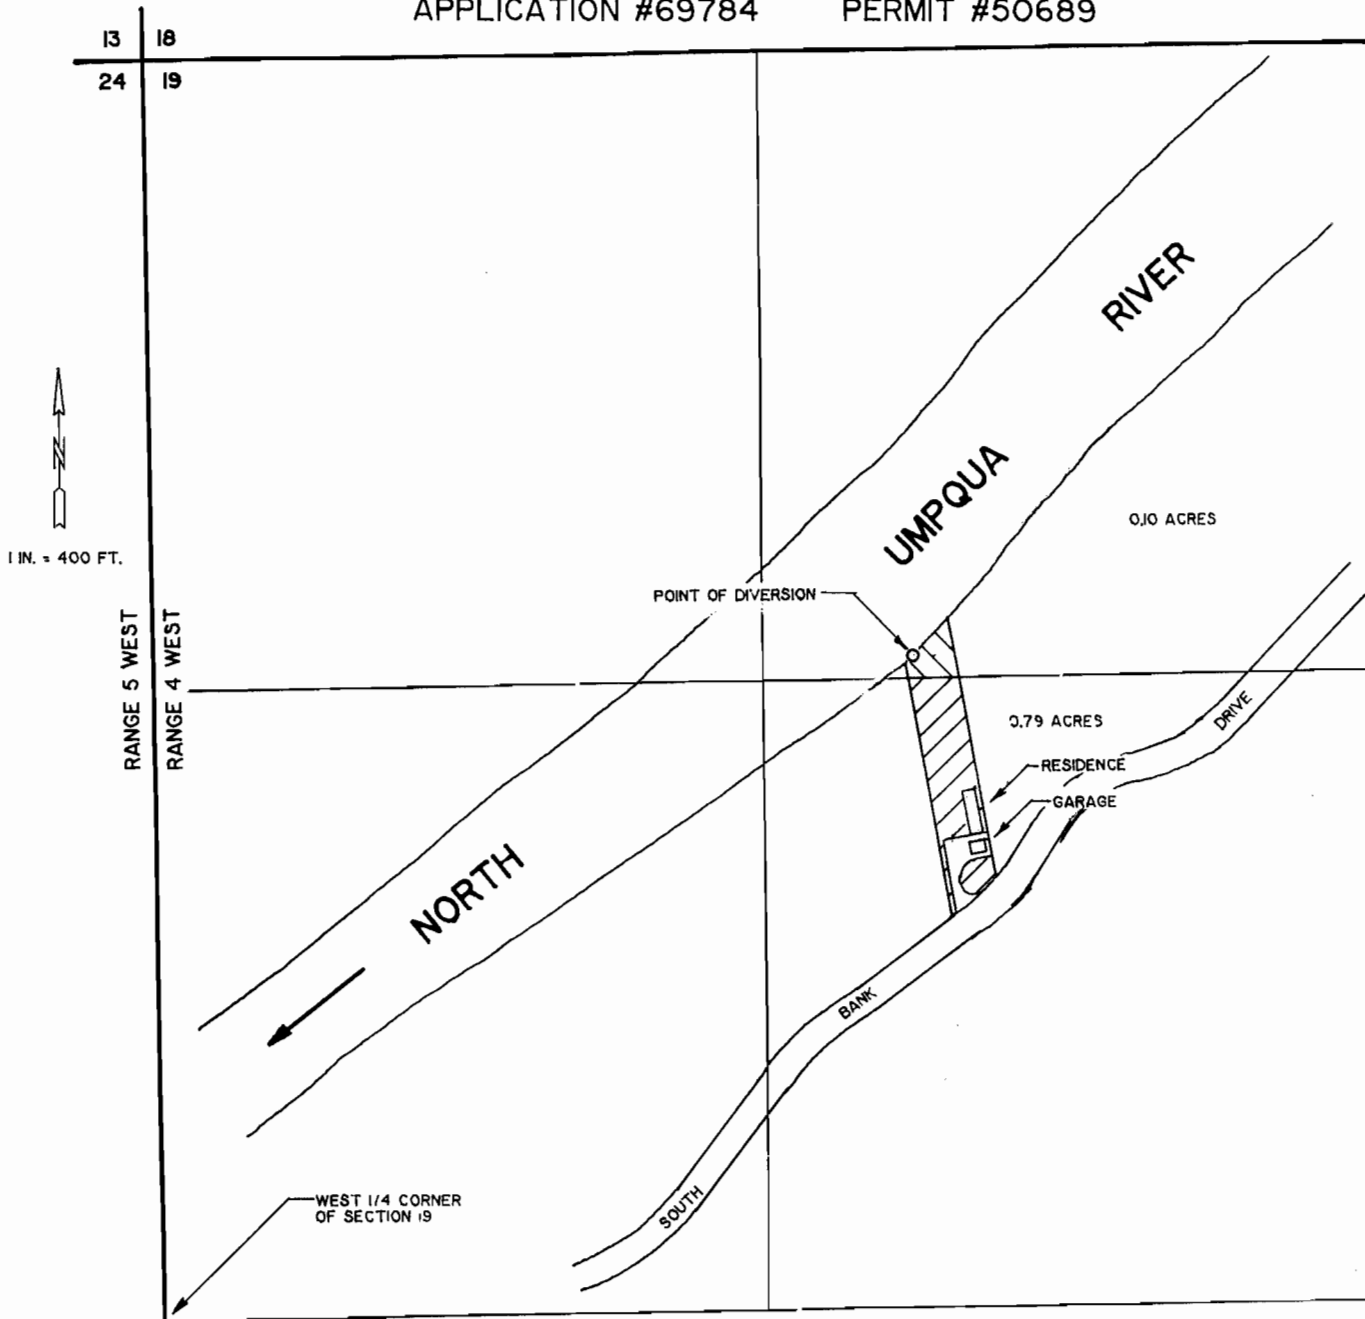 APPLICATION #69784 PERMIT #50689
13 18
24 19
RIVER
N
UMPQUA
0.10 ACRES
1 IN. = 400 FT.
POINT OF DIVERSION
RANGE 5 WEST
RANGE 4 WEST
0.79 ACRES
DRIVE
RESIDENCE
GARAGE
NORTH
BANK
SOUTH
WEST 1/4 CORNER
OF SECTION 19